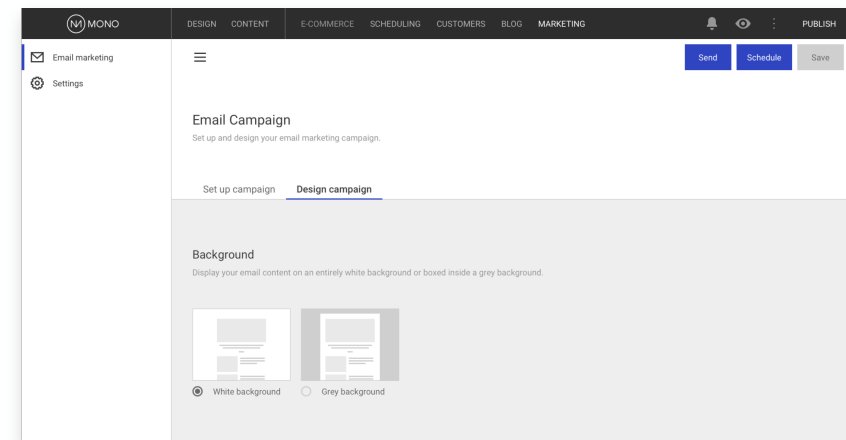 MONO DESIGN CONTENT E-COMMERCE SCHEDULING CUSTOMERS BLOG MARKETING PUBLISH
Email marketing
Settings
Send Schedule Save
Email Campaign
Set up and design your email marketing campaign.
Set up campaign Design campaign
Background
Display your email content on an entirely white background or boxed inside a grey background.
White background Grey background